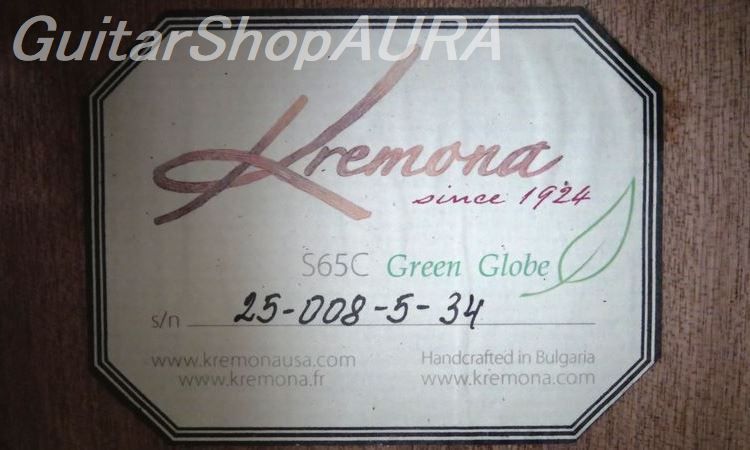 GuitarShopAURA
Kremona
since 1924
S65C Green Globe
s/n 25-008-5-34
www.kremonausa.com Handcrafted in Bulgaria
www.kremona.fr www.kremona.com